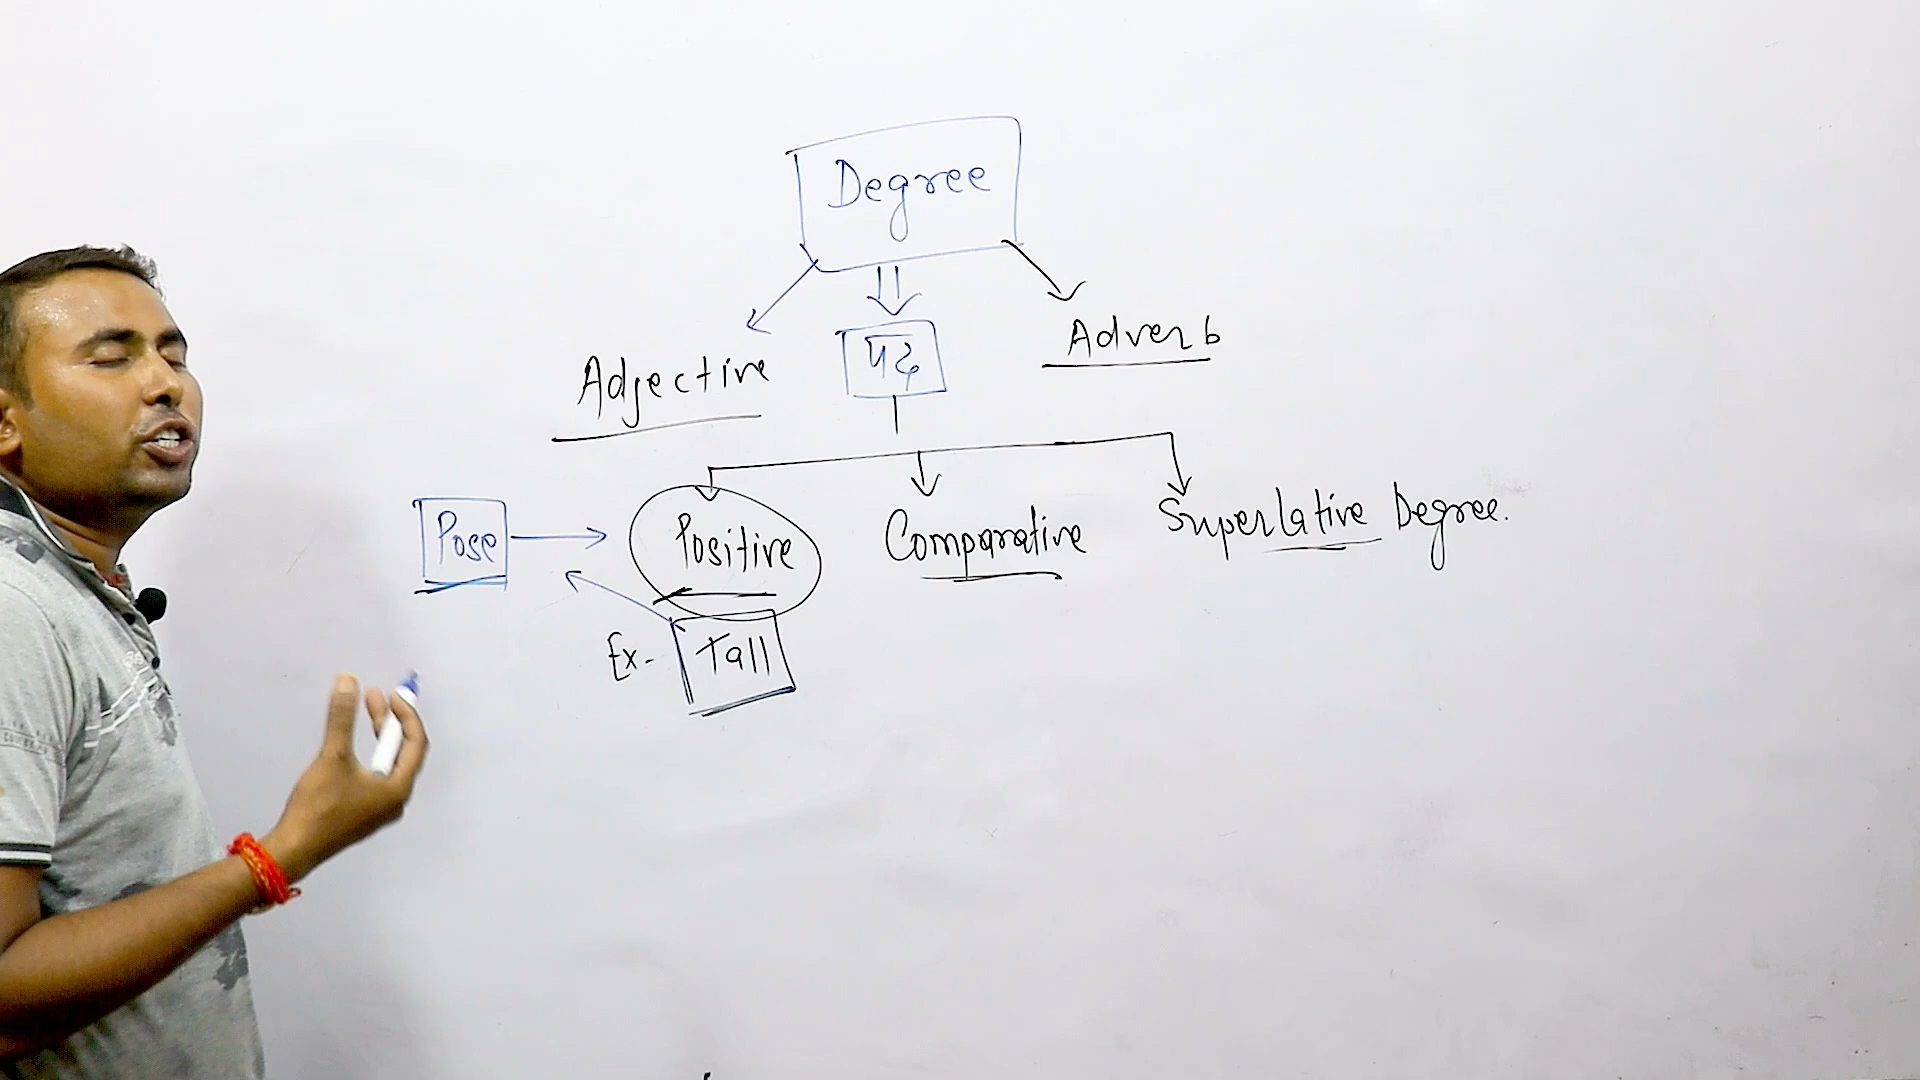 Degree
Adjective
पद
Adverb
Pose
Positive
Comparative
Superlative Degree.
Ex- Tall